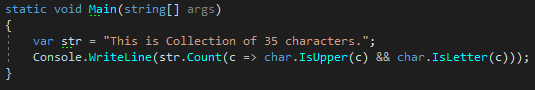 static void Main(string[] args)
{
var str = "This is Collection of 35 characters.";
Console.WriteLine(str.Count(c => char.IsUpper(c) && char.IsLetter(c)));
}